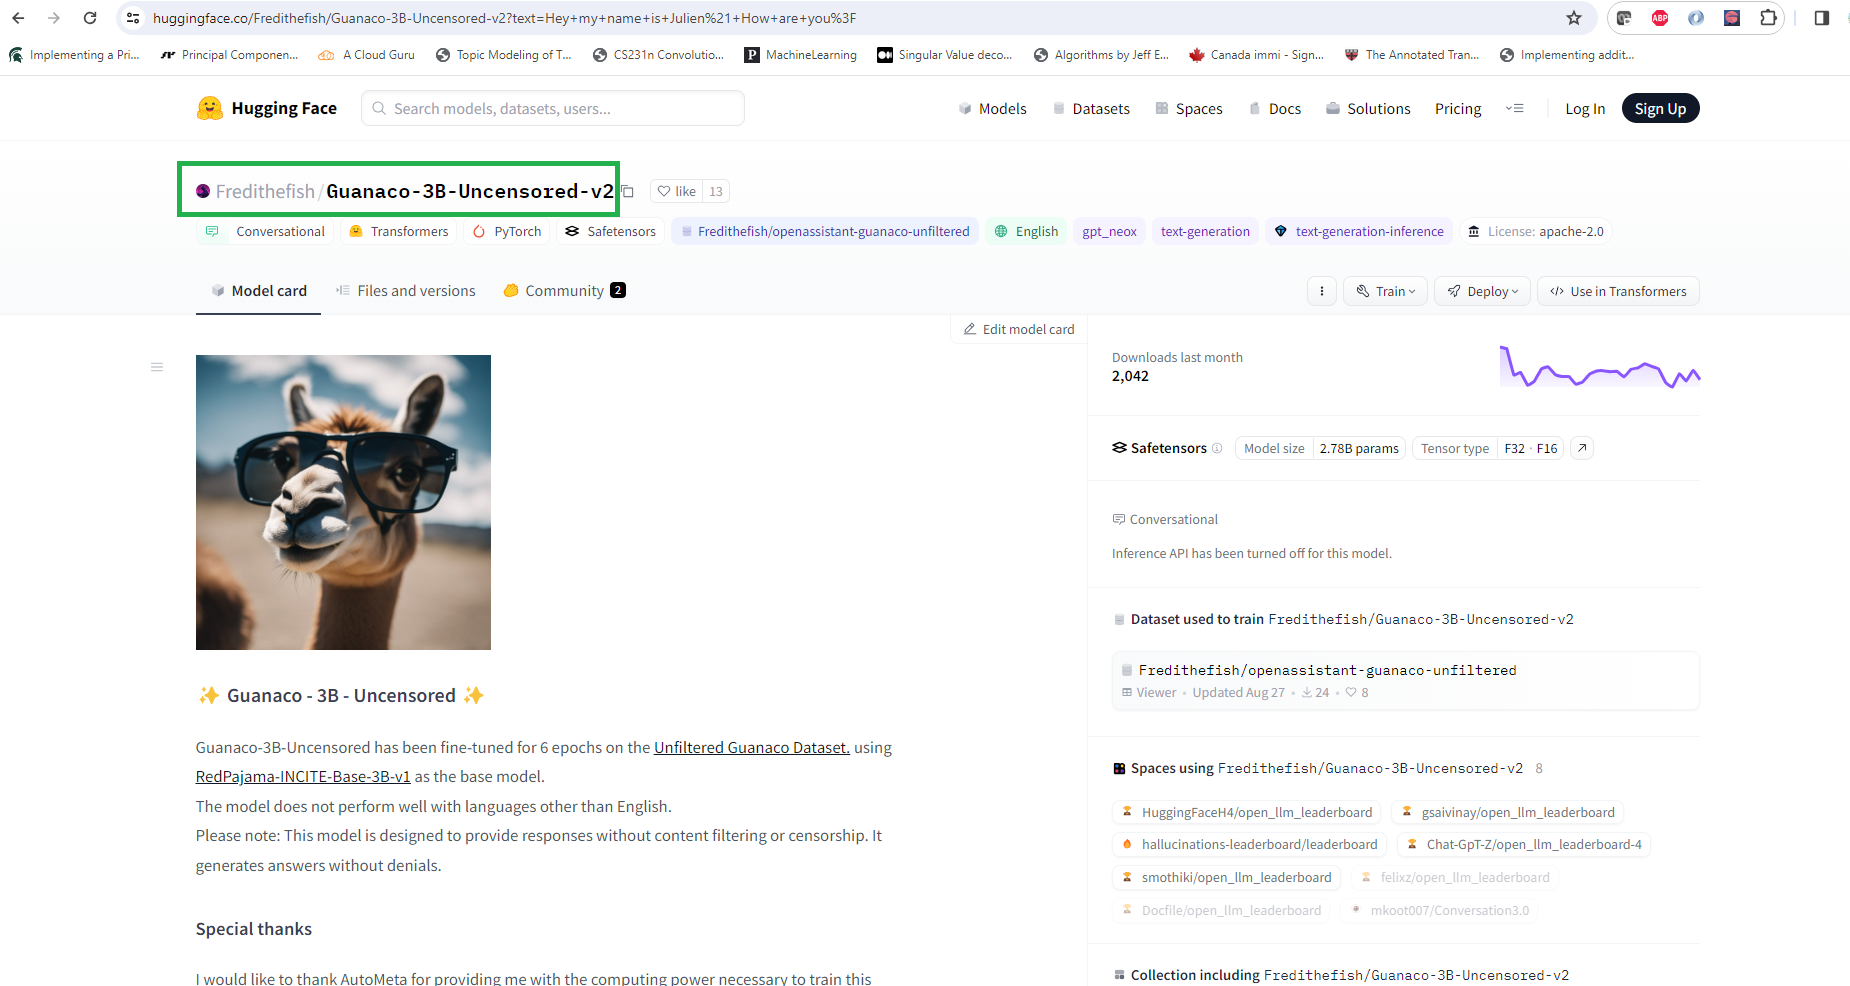 huggingface.co/Fredithefish/Guanaco-3B-Uncensored-v2?text=Hey+my+name+is+Julien%21+How+are+you%3F
ABP
Implementing a Pri... Principal Componen... A Cloud Guru Topic Modeling of T... CS231n Convolutio... P MachineLearning Singular Value deco... Algorithms by Jeff E... Canada immi - Sign... The Annotated Tran... Implementing addit...
Hugging Face Search models, datasets, users... Models Datasets Spaces Docs Solutions Pricing Log In Sign Up
Fredithefish/Guanaco-3B-Uncensored-v2 like 13
Conversational Transformers PyTorch Safetensors Fredithefish/openassistant-guanaco-unfiltered English gpt_neox text-generation text-generation-inference License: apache-2.0
Model card Files and versions Community 2 Train Deploy </> Use in Transformers
Edit model card
Guanaco - 3B - Uncensored
Guanaco-3B-Uncensored has been fine-tuned for 6 epochs on the Unfiltered Guanaco Dataset. using
RedPajama-INCITE-Base-3B-v1 as the base model.
The model does not perform well with languages other than English.
Please note: This model is designed to provide responses without content filtering or censorship. It
generates answers without denials.
Special thanks
I would like to thank AutoMeta for providing me with the computing power necessary to train this
Downloads last month
2,042
Safetensors Model size 2.78B params Tensor type F32 · F16
Conversational
Inference API has been turned off for this model.
Dataset used to train Fredithefish/Guanaco-3B-Uncensored-v2
Fredithefish/openassistant-guanaco-unfiltered
Viewer • Updated Aug 27 • 24 • 8
Spaces using Fredithefish/Guanaco-3B-Uncensored-v2 8
HuggingFaceH4/open_llm_leaderboard gsaivinay/open_llm_leaderboard
hallucinations-leaderboard/leaderboard Chat-GpT-Z/open_llm_leaderboard-4
smothiki/open_llm_leaderboard felixz/open_llm_leaderboard
Docfile/open_llm_leaderboard mkoot007/Conversation3.0
Collection including Fredithefish/Guanaco-3B-Uncensored-v2